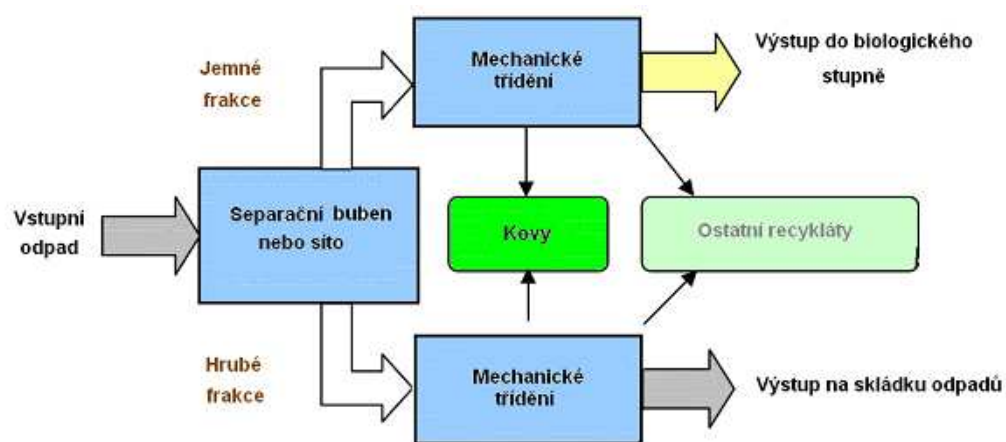 Jemné
frakce
Mechanické
třídění
Výstup do biologického
stupně
Vstupní
odpad
Separační buben
nebo síto
Kovy
Ostatní recykláty
Hrubé
frakce
Mechanické
třídění
Výstup na skládku odpadů